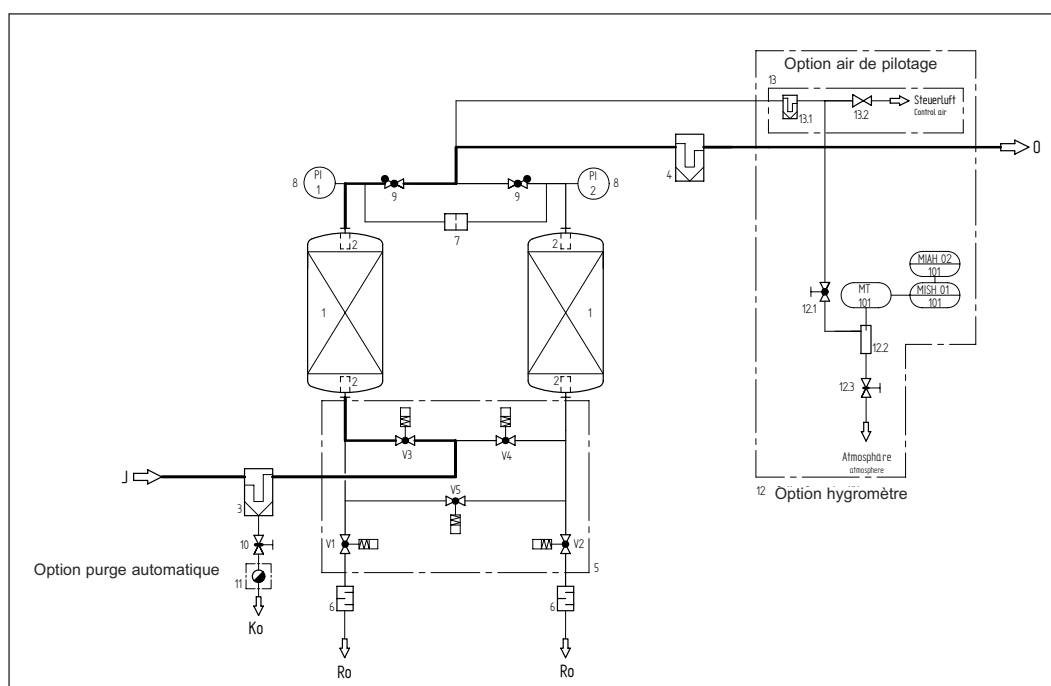 Option air de pilotage
13
Steuerluft
Control air
13.1
13.2
O
4
8
PI
1
9
9
PI
2
8
7
2
2
1
1
2
2
MIAH 02
101
MT
101
MISH 01
101
12.1
12.2
12.3
Atmosphäre
atmosphere
12
Option hygromètre
V3
V4
J
3
V5
10
V1
V2
Option purge automatique
11
5
6
6
Ko
Ro
Ro